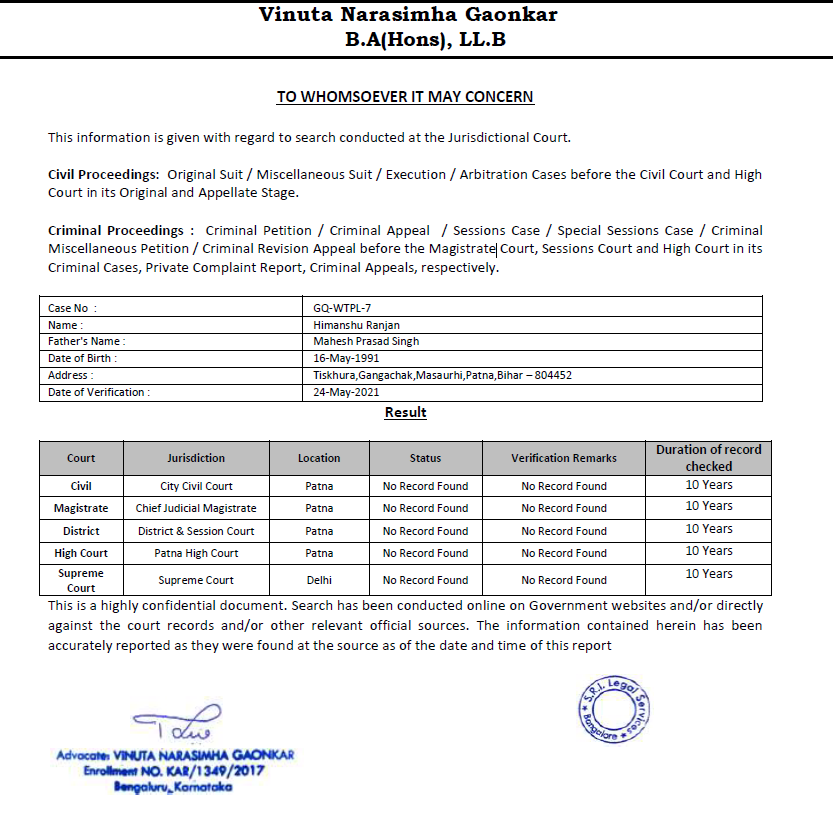 Vinuta Narasimha Gaonkar
B.A(Hons), LL.B
TO WHOMSOEVER IT MAY CONCERN
This information is given with regard to search conducted at the Jurisdictional Court.
Civil Proceedings: Original Suit / Miscellaneous Suit / Execution / Arbitration Cases before the Civil Court and High
Court in its Original and Appellate Stage.
Criminal Proceedings : Criminal Petition / Criminal Appeal / Sessions Case / Special Sessions Case / Criminal
Miscellaneous Petition / Criminal Revision Appeal before the Magistrate Court, Sessions Court and High Court in its
Criminal Cases, Private Complaint Report, Criminal Appeals, respectively.
Case No : GQ-WTPL-7
Name : Himanshu Ranjan
Father's Name : Mahesh Prasad Singh
Date of Birth : 16-May-1991
Address : Tiskhura,Gangachak,Masaurhi,Patna,Bihar – 804452
Date of Verification : 24-May-2021
Result
Court Jurisdiction Location Status Verification Remarks Duration of record checked
Civil City Civil Court Patna No Record Found No Record Found 10 Years
Magistrate Chief Judicial Magistrate Patna No Record Found No Record Found 10 Years
District District & Session Court Patna No Record Found No Record Found 10 Years
High Court Patna High Court Patna No Record Found No Record Found 10 Years
Supreme Court Supreme Court Delhi No Record Found No Record Found 10 Years
This is a highly confidential document. Search has been conducted online on Government websites and/or directly
against the court records and/or other relevant official sources. The information contained herein has been
accurately reported as they were found at the source as of the date and time of this report
S.R.L Legal Services
Bangalore
Advocate: VINUTA NARASIMHA GAONKAR
Enrollment NO. KAR/1349/2017
Bengaluru, Karnataka